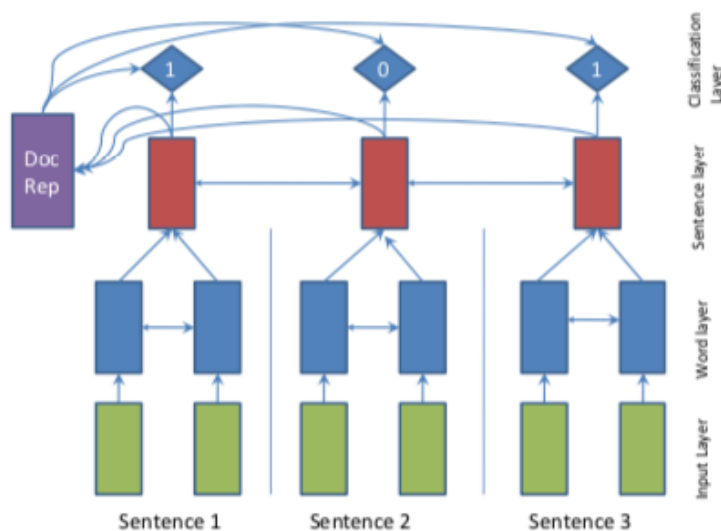 1
0
1
Classification
Layer
Doc
Rep
Sentence layer
Word layer
Input Layer
Sentence 1
Sentence 2
Sentence 3